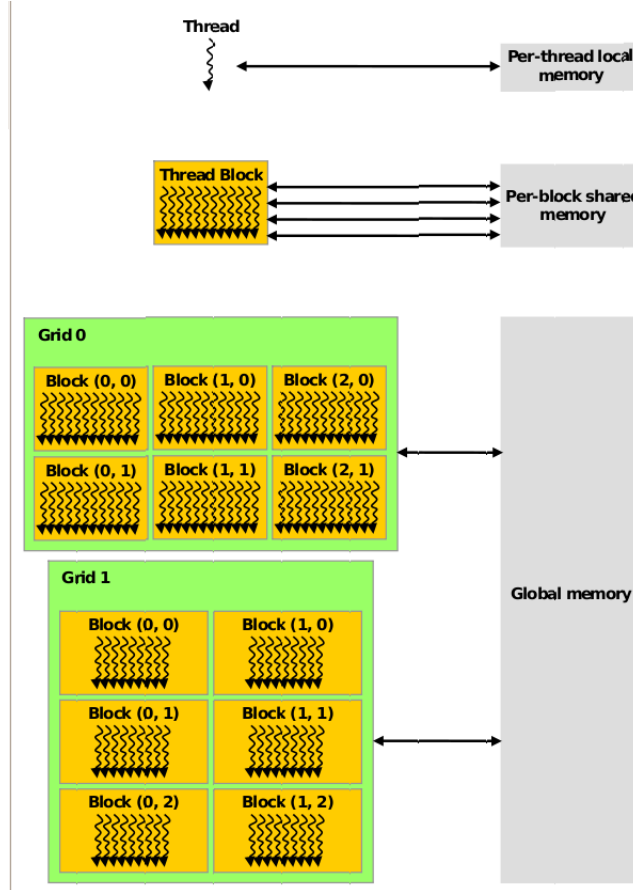 Thread
Per-thread local
memory
Thread Block
Per-block shared
memory
Grid 0
Block (0, 0)
Block (1, 0)
Block (2, 0)
Block (0, 1)
Block (1, 1)
Block (2, 1)
Grid 1
Global memory
Block (0, 0)
Block (1, 0)
Block (0, 1)
Block (1, 1)
Block (0, 2)
Block (1, 2)